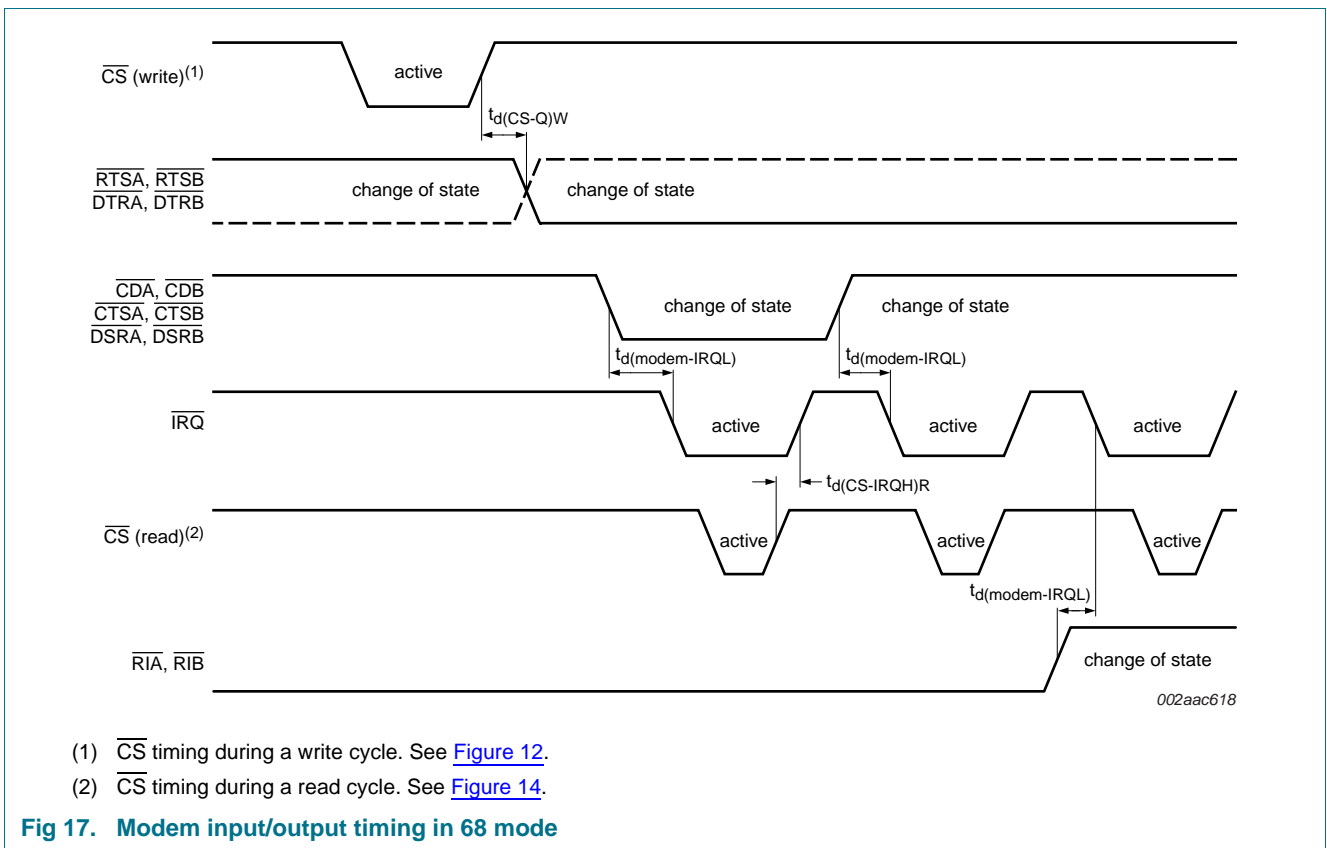 CS (write)(1)
active
td(CS-Q)W
RTSA, RTSB
DTRA, DTRB
change of state
change of state
CDA, CDB
CTSA, CTSB
DSRA, DSRB
change of state
change of state
td(modem-IRQL)
td(modem-IRQL)
IRQ
active
active
active
td(CS-IRQH)R
CS (read)(2)
active
active
active
td(modem-IRQL)
RIA, RIB
change of state
002aac618
(1) CS timing during a write cycle. See Figure 12.
(2) CS timing during a read cycle. See Figure 14.
Fig 17. Modem input/output timing in 68 mode